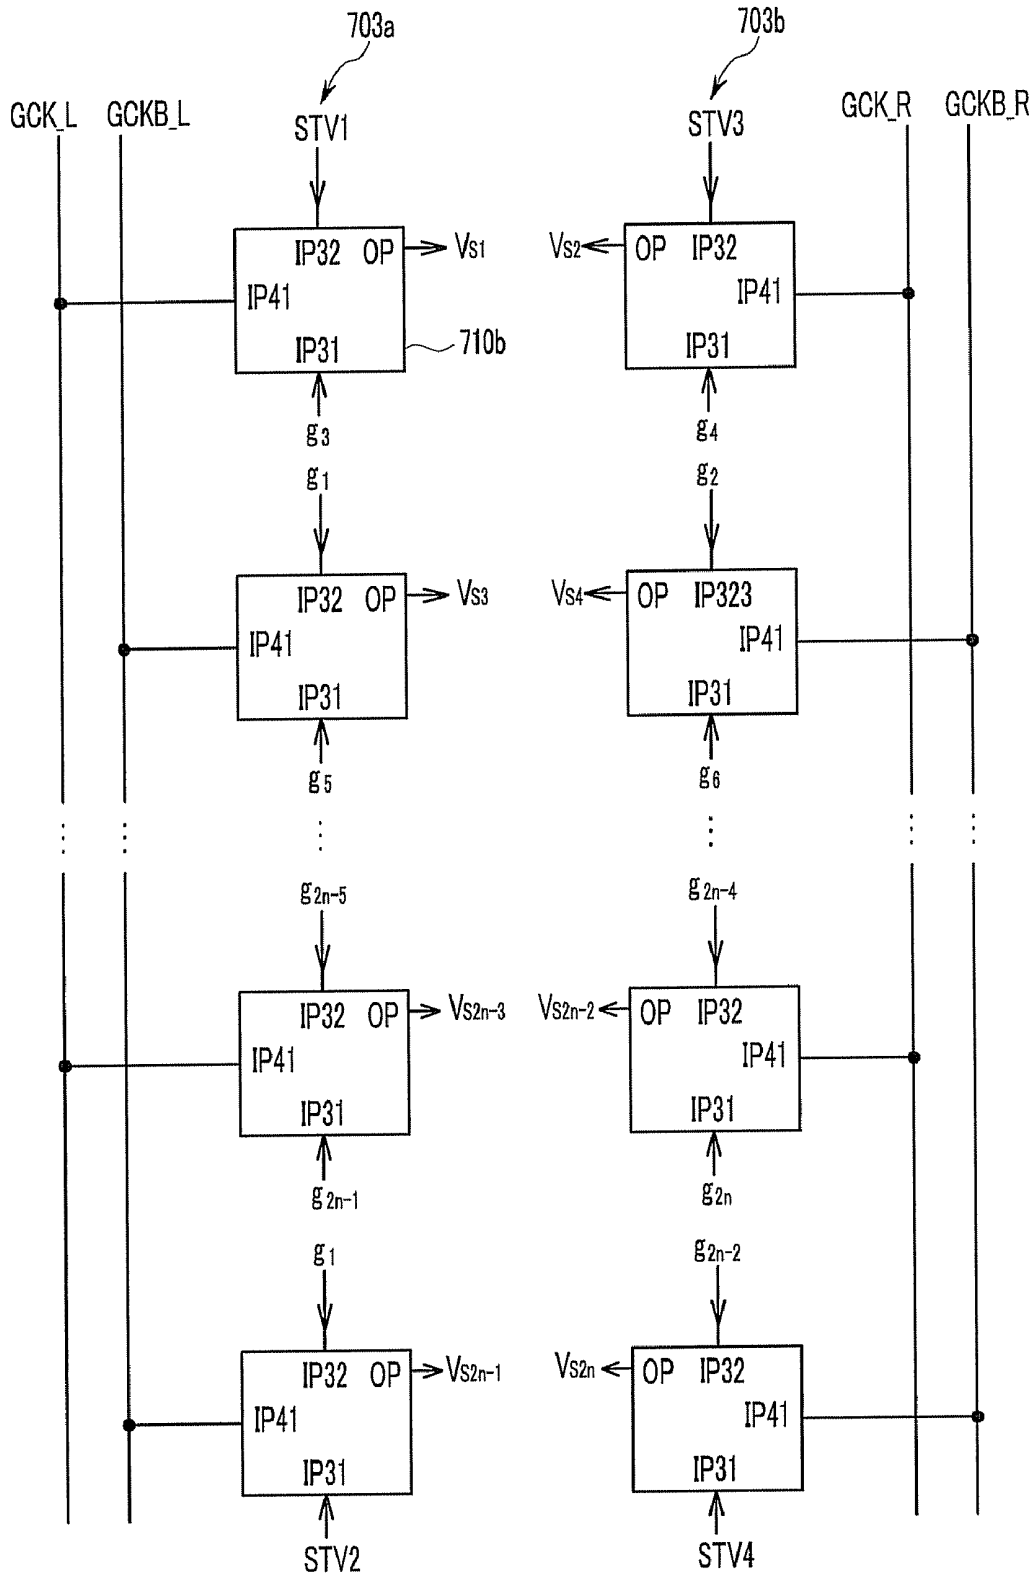 703a 703b
GCK_L GCKB_L STV1 STV3 GCK_R GCKB_R
IP32 OP VS1 VS2 OP IP32
IP41 IP41
IP31 710b IP31
g3 g4
g1 g2
IP32 OP VS3 VS4 OP IP323
IP41 IP41
IP31 IP31
g5 g6
g2n-5 g2n-4
IP32 OP VS2n-3 VS2n-2 OP IP32
IP41 IP41
IP31 IP31
g2n-1 g2n
g1 g2n-2
IP32 OP VS2n-1 VS2n OP IP32
IP41 IP41
IP31 IP31
STV2 STV4